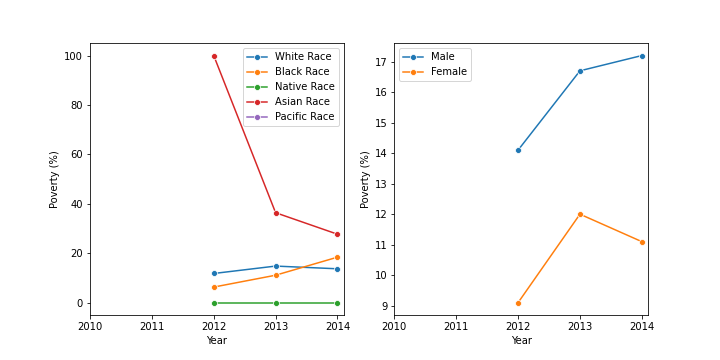 100
80
60
40
20
0
Poverty (%)
2010 2011 2012 2013 2014
Year
White Race
Black Race
Native Race
Asian Race
Pacific Race
17
16
15
14
13
12
11
10
9
Poverty (%)
2010 2011 2012 2013 2014
Year
Male
Female